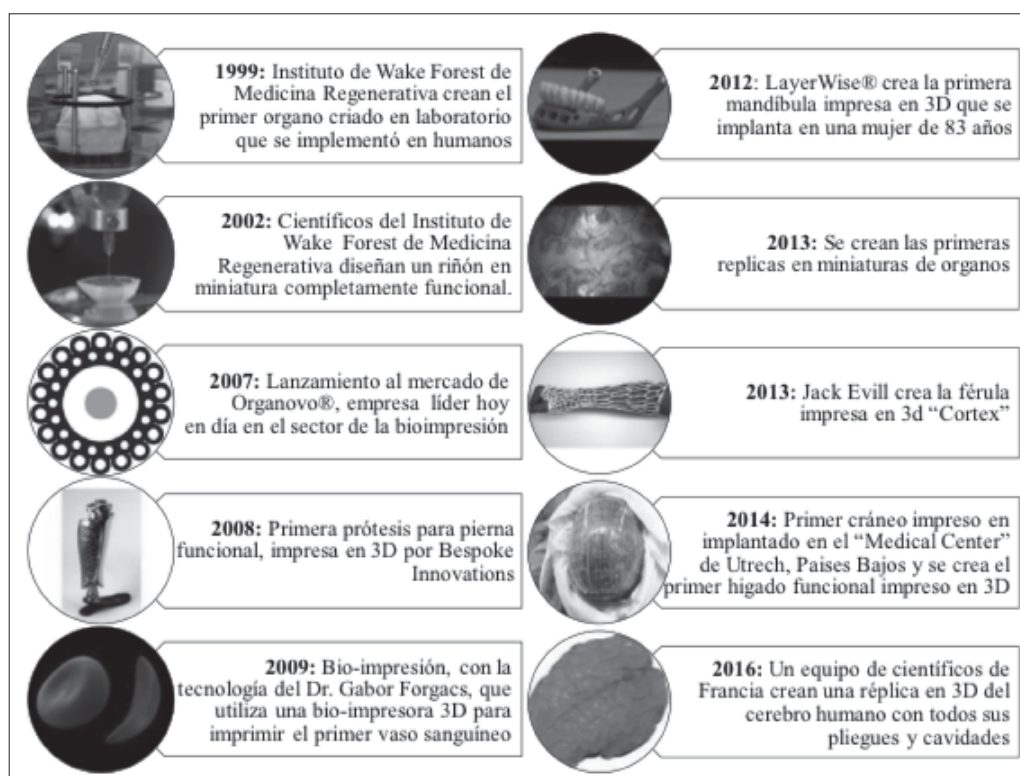 1999: Instituto de Wake Forest de
Medicina Regenerativa crean el
primer organo criado en laboratorio
que se implementó en humanos
2002: Científicos del Instituto de
Wake Forest de Medicina
Regenerativa diseñan un riñón en
miniatura completamente funcional.
2007: Lanzamiento al mercado de
Organovo®, empresa líder hoy
en día en el sector de la bioimpresión
2008: Primera prótesis para pierna
funcional, impresa en 3D por Bespoke
Innovations
2009: Bio-impresión, con la
tecnología del Dr. Gabor Forgacs, que
utiliza una bio-impresora 3D para
imprimir el primer vaso sanguíneo
2012: LayerWise® crea la primera
mandíbula impresa en 3D que se
implanta en una mujer de 83 años
2013: Se crean las primeras
replicas en miniaturas de organos
2013: Jack Evill crea la férula
impresa en 3d “Cortex”
2014: Primer cráneo impreso en
implantado en el “Medical Center”
de Utrech, Paises Bajos y se crea el
primer higado funcional impreso en 3D
2016: Un equipo de científicos de
Francia crean una réplica en 3D del
cerebro humano con todos sus
pliegues y cavidades